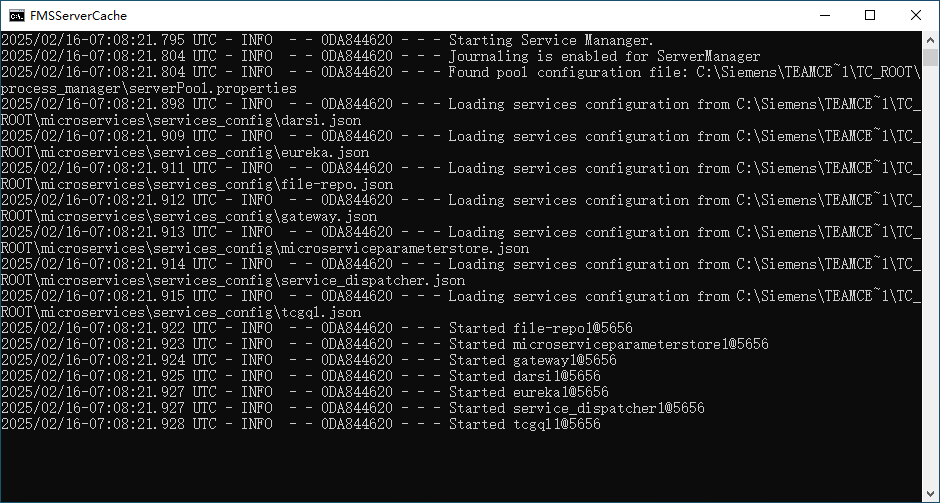 FMSServerCache
2025/02/16-07:08:21.795 UTC - INFO  - - 0DA844620 - - - Starting Service Mananger.
2025/02/16-07:08:21.804 UTC - INFO  - - 0DA844620 - - - Journaling is enabled for ServerManager
2025/02/16-07:08:21.804 UTC - INFO  - - 0DA844620 - - - Found pool configuration file: C:\Siemens\TEAMCE~1\TC_ROOT\
process_manager\serverPool.properties
2025/02/16-07:08:21.898 UTC - INFO  - - 0DA844620 - - - Loading services configuration from C:\Siemens\TEAMCE~1\TC_
ROOT\microservices\services_config\darsi.json
2025/02/16-07:08:21.909 UTC - INFO  - - 0DA844620 - - - Loading services configuration from C:\Siemens\TEAMCE~1\TC_
ROOT\microservices\services_config\eureka.json
2025/02/16-07:08:21.911 UTC - INFO  - - 0DA844620 - - - Loading services configuration from C:\Siemens\TEAMCE~1\TC_
ROOT\microservices\services_config\file-repo.json
2025/02/16-07:08:21.912 UTC - INFO  - - 0DA844620 - - - Loading services configuration from C:\Siemens\TEAMCE~1\TC_
ROOT\microservices\services_config\gateway.json
2025/02/16-07:08:21.913 UTC - INFO  - - 0DA844620 - - - Loading services configuration from C:\Siemens\TEAMCE~1\TC_
ROOT\microservices\services_config\microserviceparameterstore.json
2025/02/16-07:08:21.914 UTC - INFO  - - 0DA844620 - - - Loading services configuration from C:\Siemens\TEAMCE~1\TC_
ROOT\microservices\services_config\service_dispatcher.json
2025/02/16-07:08:21.915 UTC - INFO  - - 0DA844620 - - - Loading services configuration from C:\Siemens\TEAMCE~1\TC_
ROOT\microservices\services_config\tcgql.json
2025/02/16-07:08:21.922 UTC - INFO  - - 0DA844620 - - - Started file-repo1@5656
2025/02/16-07:08:21.923 UTC - INFO  - - 0DA844620 - - - Started microserviceparameterstore1@5656
2025/02/16-07:08:21.924 UTC - INFO  - - 0DA844620 - - - Started gateway1@5656
2025/02/16-07:08:21.925 UTC - INFO  - - 0DA844620 - - - Started darsi1@5656
2025/02/16-07:08:21.927 UTC - INFO  - - 0DA844620 - - - Started eureka1@5656
2025/02/16-07:08:21.927 UTC - INFO  - - 0DA844620 - - - Started service_dispatcher1@5656
2025/02/16-07:08:21.928 UTC - INFO  - - 0DA844620 - - - Started tcgql1@5656